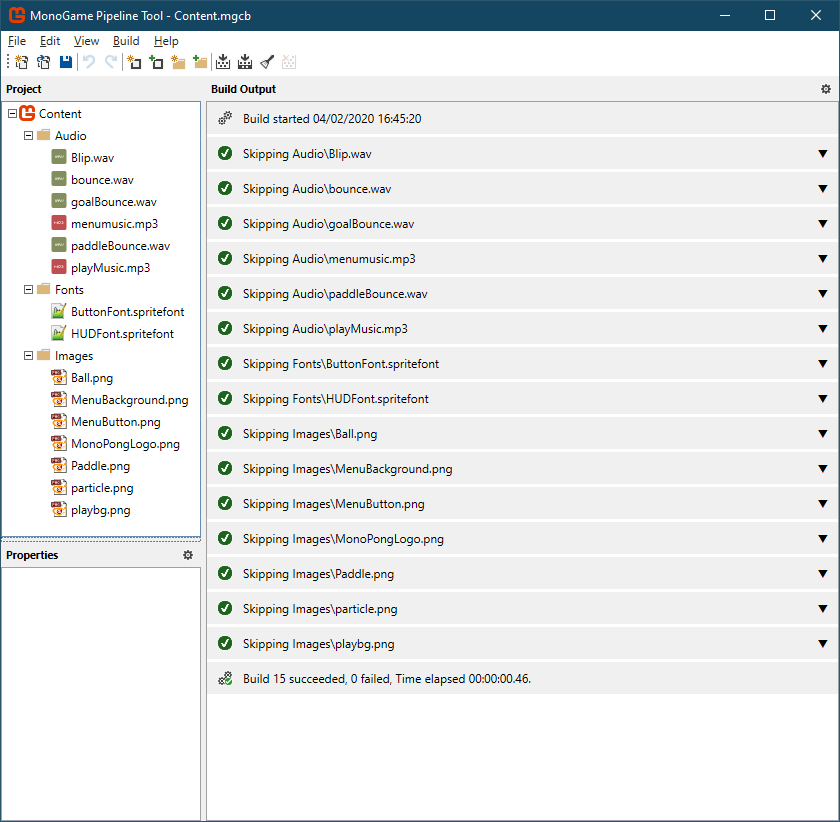 MonoGame Pipeline Tool - Content.mgcb
File Edit View Build Help
Project
Content
Audio
Blip.wav
bounce.wav
goalBounce.wav
menumusic.mp3
paddleBounce.wav
playMusic.mp3
Fonts
ButtonFont.spritefont
HUDFont.spritefont
Images
Ball.png
MenuBackground.png
MenuButton.png
MonoPongLogo.png
Paddle.png
particle.png
playbg.png
Properties
Build Output
Build started 04/02/2020 16:45:20
Skipping Audio\Blip.wav
Skipping Audio\bounce.wav
Skipping Audio\goalBounce.wav
Skipping Audio\menumusic.mp3
Skipping Audio\paddleBounce.wav
Skipping Audio\playMusic.mp3
Skipping Fonts\ButtonFont.spritefont
Skipping Fonts\HUDFont.spritefont
Skipping Images\Ball.png
Skipping Images\MenuBackground.png
Skipping Images\MenuButton.png
Skipping Images\MonoPongLogo.png
Skipping Images\Paddle.png
Skipping Images\particle.png
Skipping Images\playbg.png
Build 15 succeeded, 0 failed, Time elapsed 00:00:00.46.